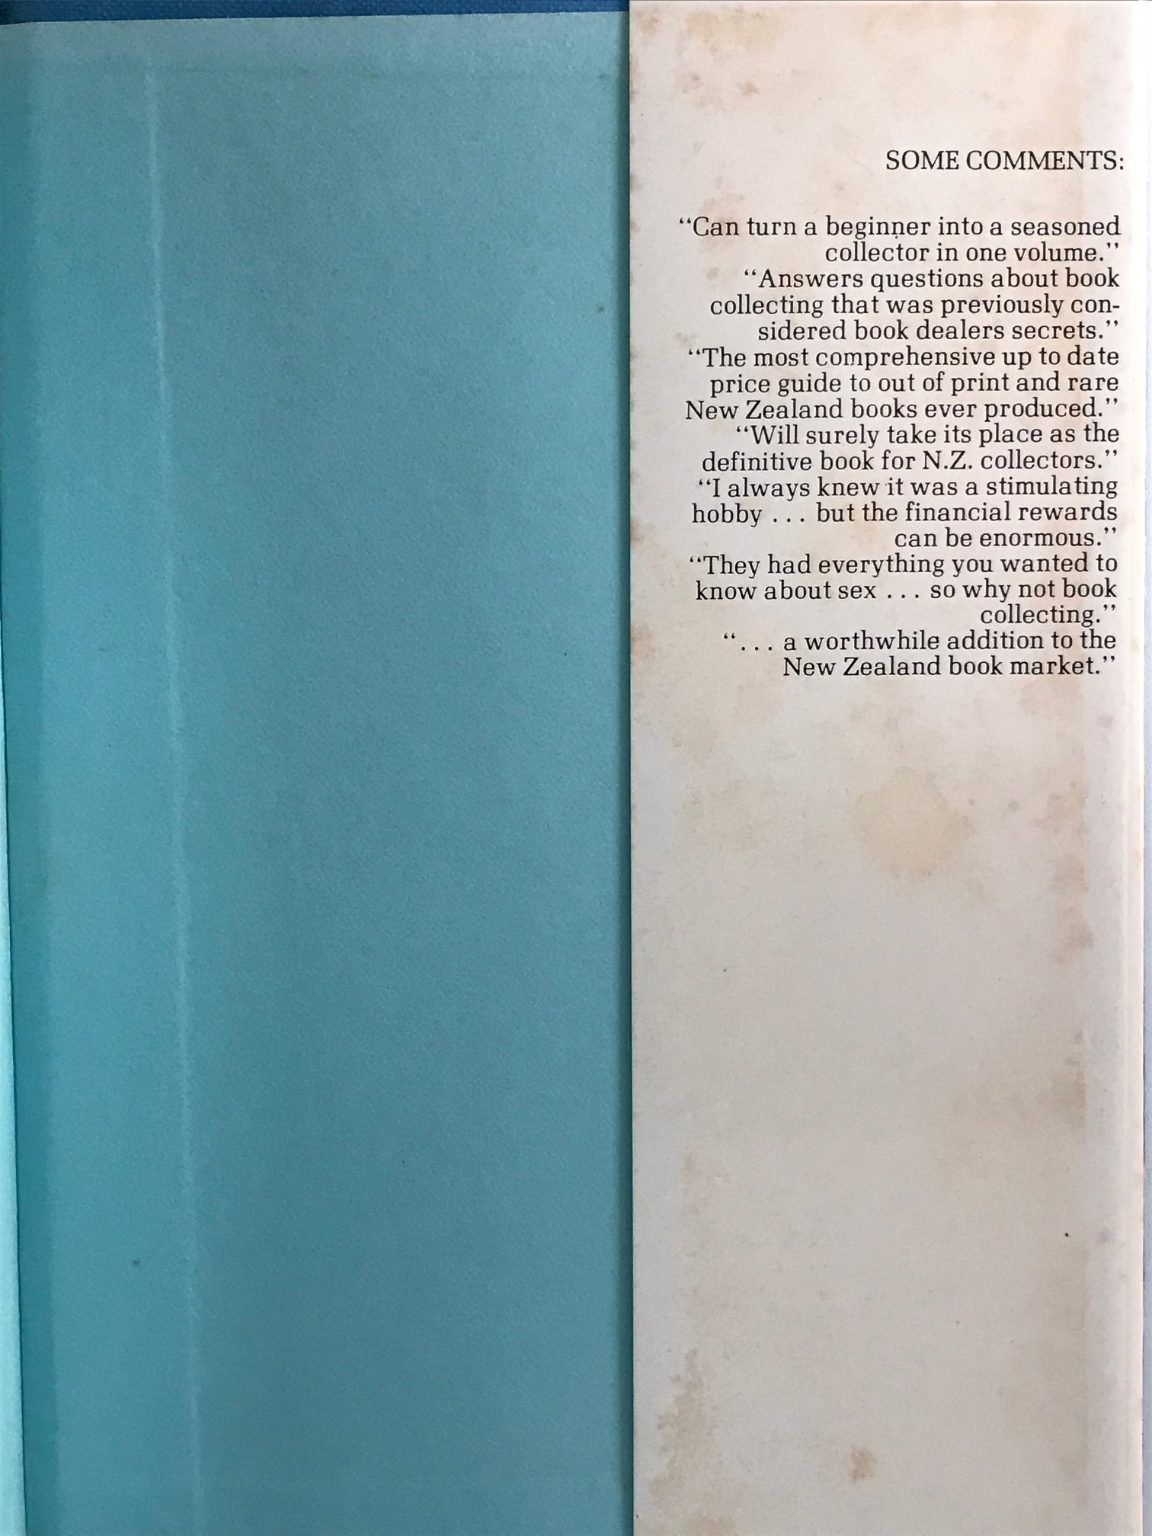 SOME COMMENTS:
“Can turn a beginner into a seasoned
collector in one volume.”
“Answers questions about book
collecting that was previously con-
sidered book dealers secrets.”
“The most comprehensive up to date
price guide to out of print and rare
New Zealand books ever produced.”
“Will surely take its place as the
definitive book for N.Z. collectors.”
“I always knew it was a stimulating
hobby . . . but the financial rewards
can be enormous.”
“They had everything you wanted to
know about sex . . . so why not book
collecting.”
“. . . a worthwhile addition to the
New Zealand book market.”